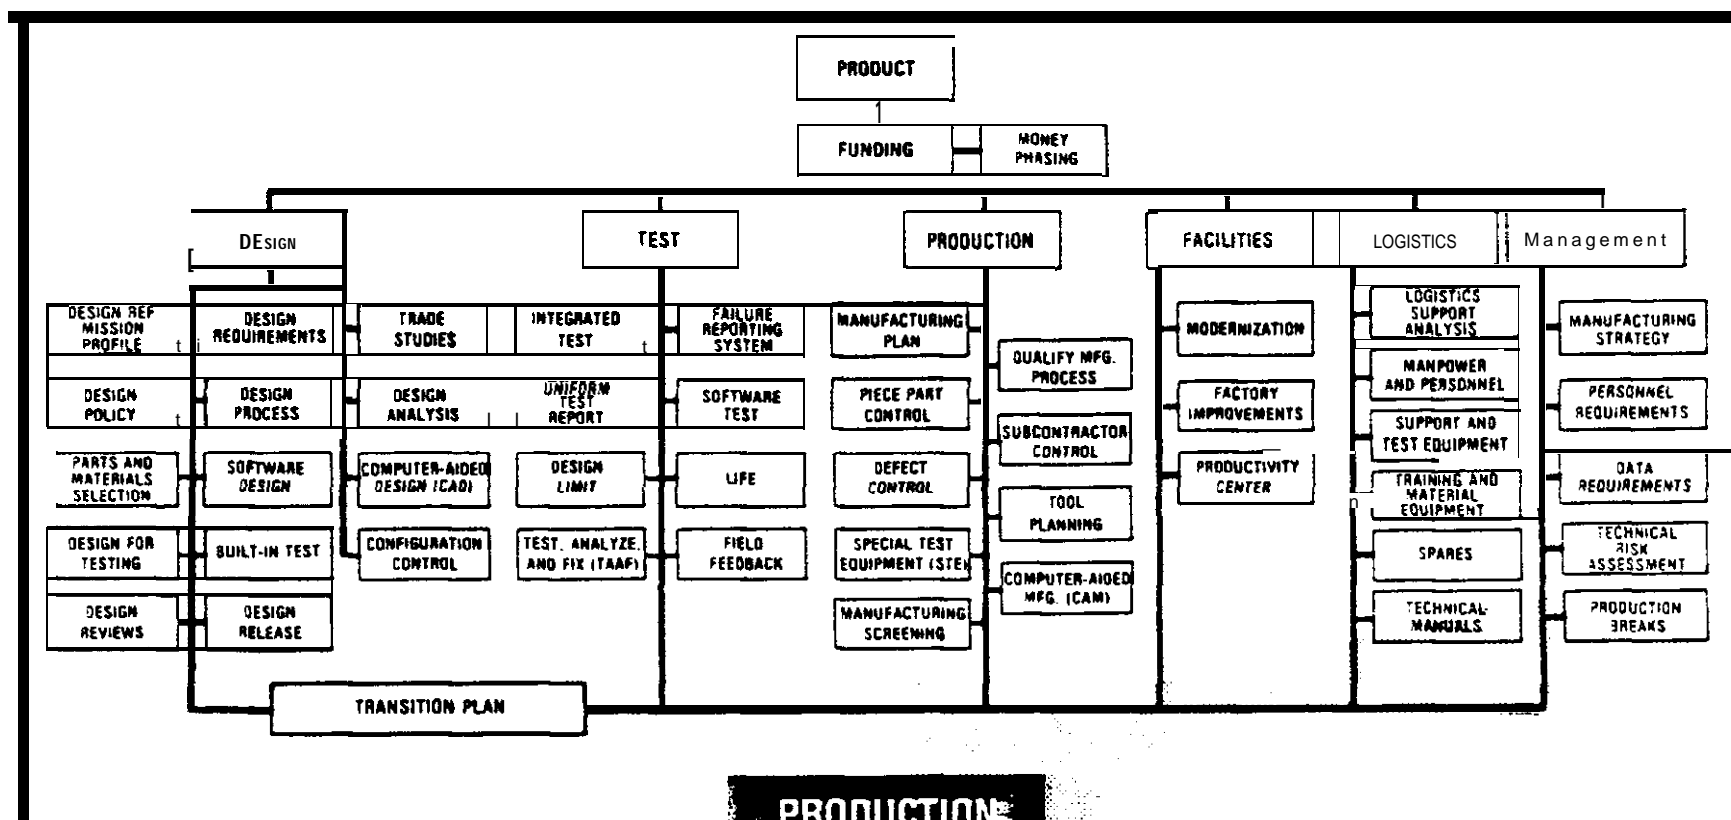 PRODUCT
FUNDING
MONEY
PHASING
DESIGN
TEST
PRODUCTION
FACILITIES
LOGISTICS
Management
DESIGN REF
MISSION
PROFILE
DESIGN
REQUIREMENTS
TRADE
STUDIES
INTEGRATED
TEST
FAILURE
REPORTING
SYSTEM
MANUFACTURING
PLAN
QUALIFY MFG.
PROCESS
MODERNIZATION
LOGISTICS
SUPPORT
ANALYSIS
MANUFACTURING
STRATEGY
DESIGN
POLICY
DESIGN
PROCESS
DESIGN
ANALYSIS
UNIFORM
TEST
REPORT
SOFTWARE
TEST
PIECE PART
CONTROL
SUBCONTRACTOR
CONTROL
FACTORY
IMPROVEMENTS
MANPOWER
AND PERSONNEL
PERSONNEL
REQUIREMENTS
SUPPORT AND
TEST EQUIPMENT
PARTS AND
MATERIALS
SELECTION
SOFTWARE
DESIGN
COMPUTER-AIDED
DESIGN (CAD)
DESIGN
LIMIT
LIFE
DEFECT
CONTROL
TOOL
PLANNING
PRODUCTIVITY
CENTER
TRAINING AND
MATERIAL
EQUIPMENT
DATA
REQUIREMENTS
DESIGN FOR
TESTING
BUILT-IN TEST
CONFIGURATION
CONTROL
TEST, ANALYZE,
AND FIX (TAAF)
FIELD
FEEDBACK
SPECIAL TEST
EQUIPMENT (STE)
COMPUTER-AIDED
MFG. (CAM)
SPARES
TECHNICAL
RISK
ASSESSMENT
DESIGN
REVIEWS
DESIGN
RELEASE
MANUFACTURING
SCREENING
TECHNICAL
MANUALS
PRODUCTION
BREAKS
TRANSITION PLAN
PRODUCTION